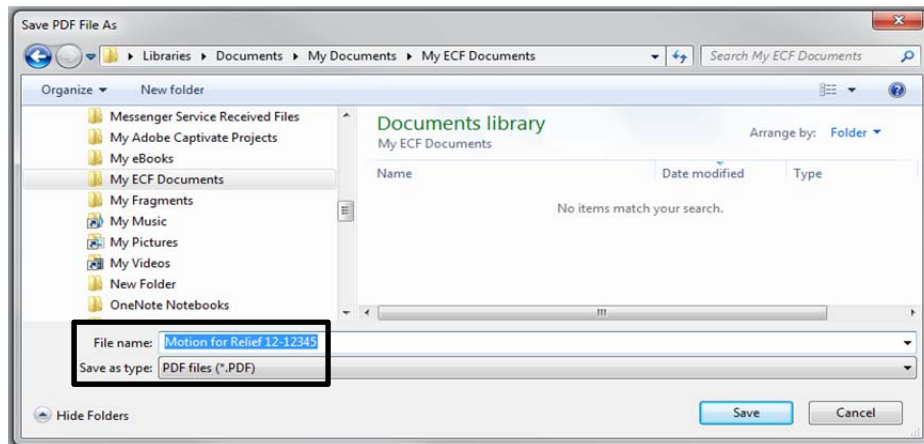 Save PDF File As
Libraries Documents My Documents My ECF Documents
Search My ECF Documents
Organize New folder
Messenger Service Received Files
My Adobe Captivate Projects
My eBooks
My ECF Documents
My Fragments
My Music
My Pictures
My Videos
New Folder
OneNote Notebooks
Documents library
My ECF Documents
Arrange by: Folder
Name Date modified Type
No items match your search.
File name: Motion for Relief 12-12345
Save as type: PDF files (*.PDF)
Hide Folders
Save Cancel